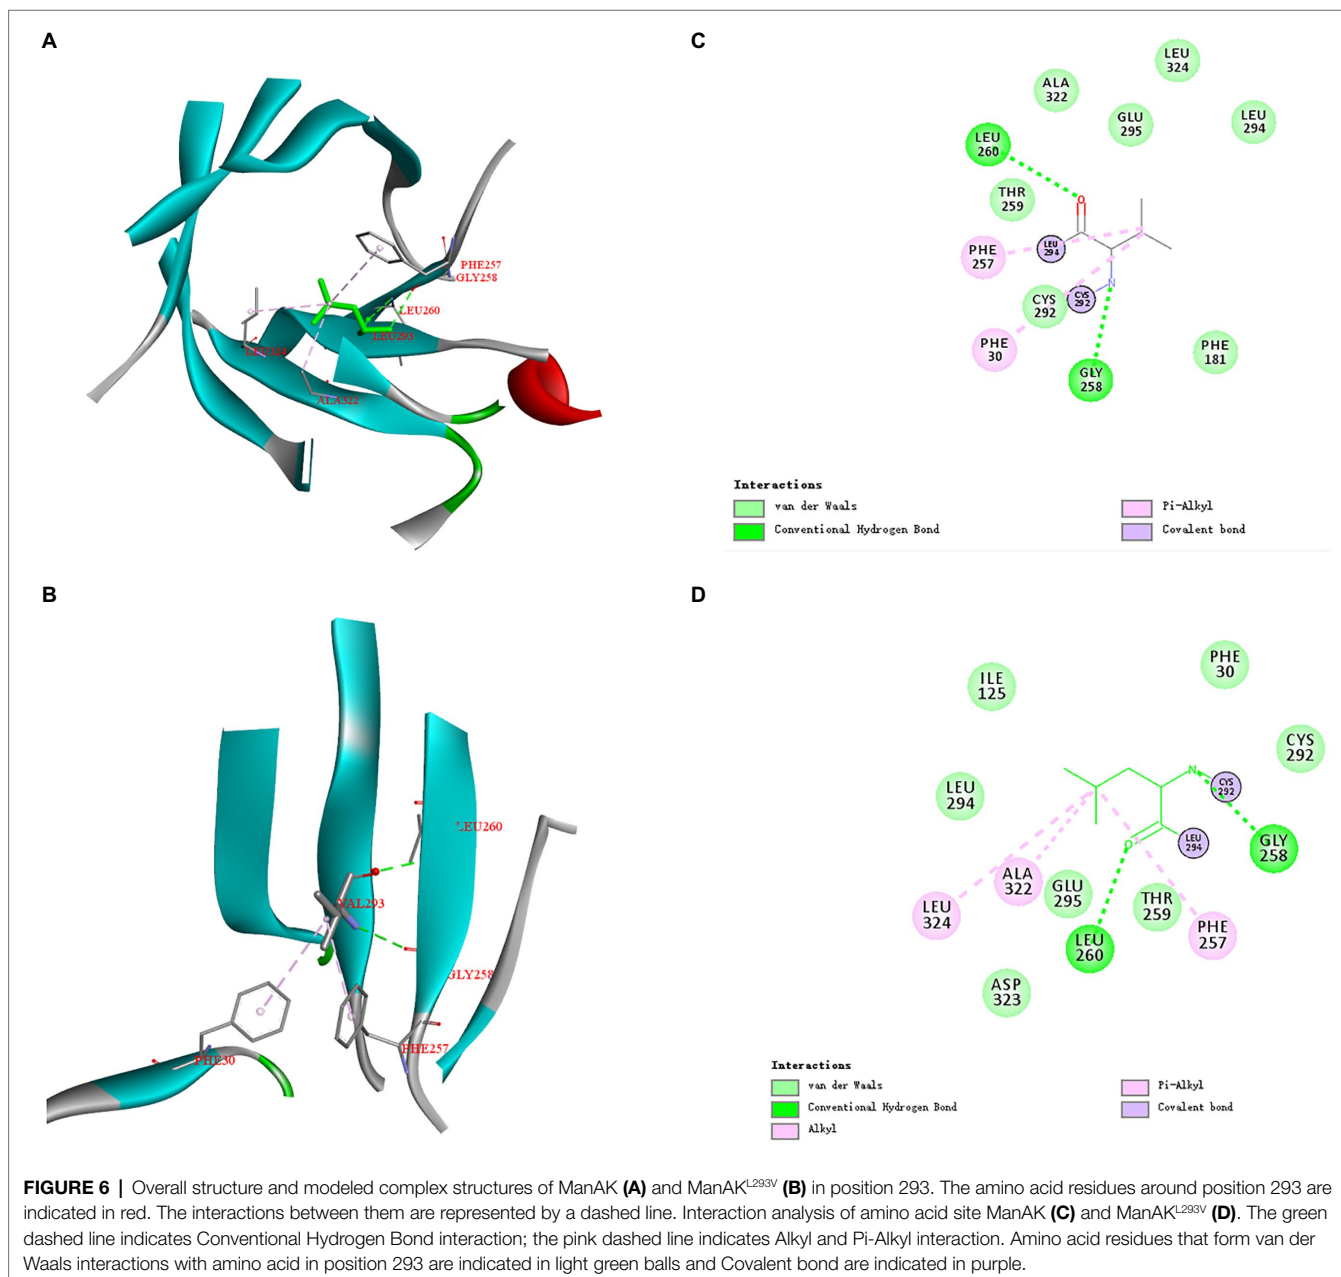 A
PHE257
GLY258
LEU260
LEU293
LEU324
ALA322
C
LEU
324
ALA
322
GLU
295
LEU
294
LEU
260
THR
259
PHE
257
LEU
294
CYS
292
CYS
292
PHE
30
GLY
258
PHE
181
O
N
Interactions
van der Waals
Conventional Hydrogen Bond
Pi-Alkyl
Covalent bond
B
LEU260
VAL293
GLY258
PHE257
PHE30
D
PHE
30
ILE
125
CYS
292
N
CYS
292
LEU
294
LEU
294
O
GLY
258
ALA
322
GLU
295
THR
259
LEU
324
LEU
260
PHE
257
ASP
323
Interactions
van der Waals
Conventional Hydrogen Bond
Alkyl
Pi-Alkyl
Covalent bond
FIGURE 6 | Overall structure and modeled complex structures of ManAK (A) and ManAK^L293V (B) in position 293. The amino acid residues around position 293 are
indicated in red. The interactions between them are represented by a dashed line. Interaction analysis of amino acid site ManAK (C) and ManAK^L293V (D). The green
dashed line indicates Conventional Hydrogen Bond interaction; the pink dashed line indicates Alkyl and Pi-Alkyl interaction. Amino acid residues that form van der
Waals interactions with amino acid in position 293 are indicated in light green balls and Covalent bond are indicated in purple.